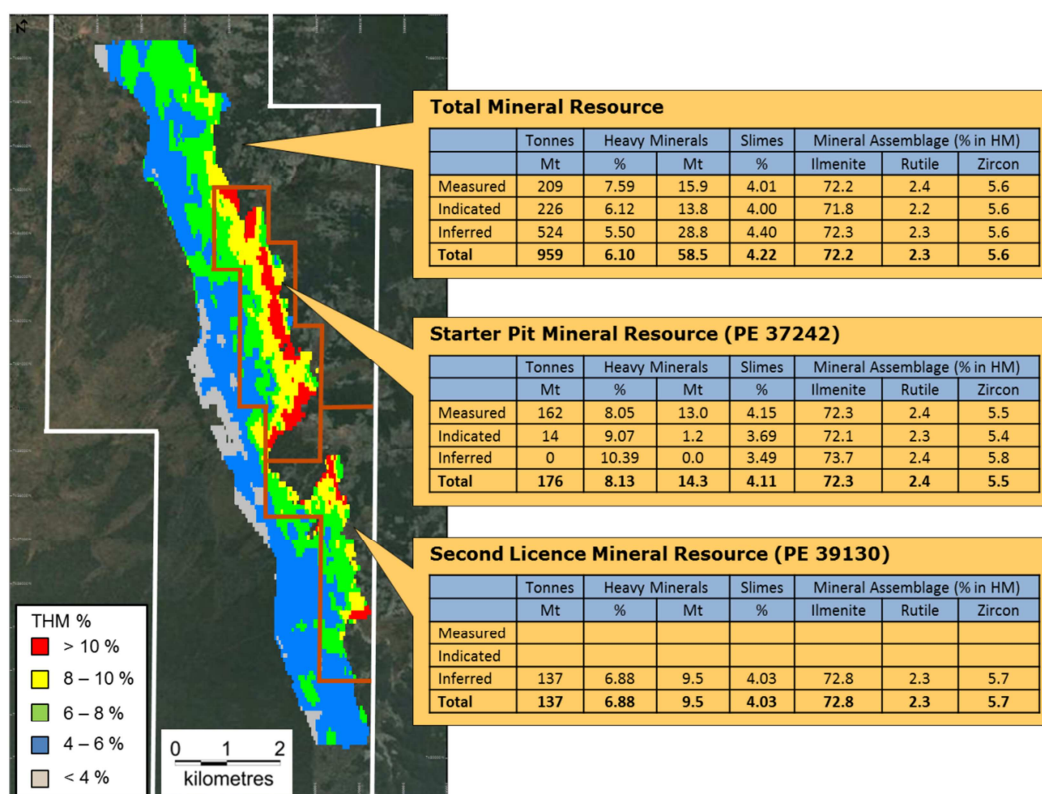 N
Total Mineral Resource
Tonnes Heavy Minerals Slimes Mineral Assemblage (% in HM)
Mt % Mt % Ilmenite Rutile Zircon
Measured 209 7.59 15.9 4.01 72.2 2.4 5.6
Indicated 226 6.12 13.8 4.00 71.8 2.2 5.6
Inferred 524 5.50 28.8 4.40 72.3 2.3 5.6
Total 959 6.10 58.5 4.22 72.2 2.3 5.6
Starter Pit Mineral Resource (PE 37242)
Tonnes Heavy Minerals Slimes Mineral Assemblage (% in HM)
Mt % Mt % Ilmenite Rutile Zircon
Measured 162 8.05 13.0 4.15 72.3 2.4 5.5
Indicated 14 9.07 1.2 3.69 72.1 2.3 5.4
Inferred 0 10.39 0.0 3.49 73.7 2.4 5.8
Total 176 8.13 14.3 4.11 72.3 2.4 5.5
Second Licence Mineral Resource (PE 39130)
Tonnes Heavy Minerals Slimes Mineral Assemblage (% in HM)
Mt % Mt % Ilmenite Rutile Zircon
Measured
Indicated
Inferred 137 6.88 9.5 4.03 72.8 2.3 5.7
Total 137 6.88 9.5 4.03 72.8 2.3 5.7
THM %
> 10 %
8 – 10 %
6 – 8 %
4 – 6 %
< 4 %
0 1 2
kilometres